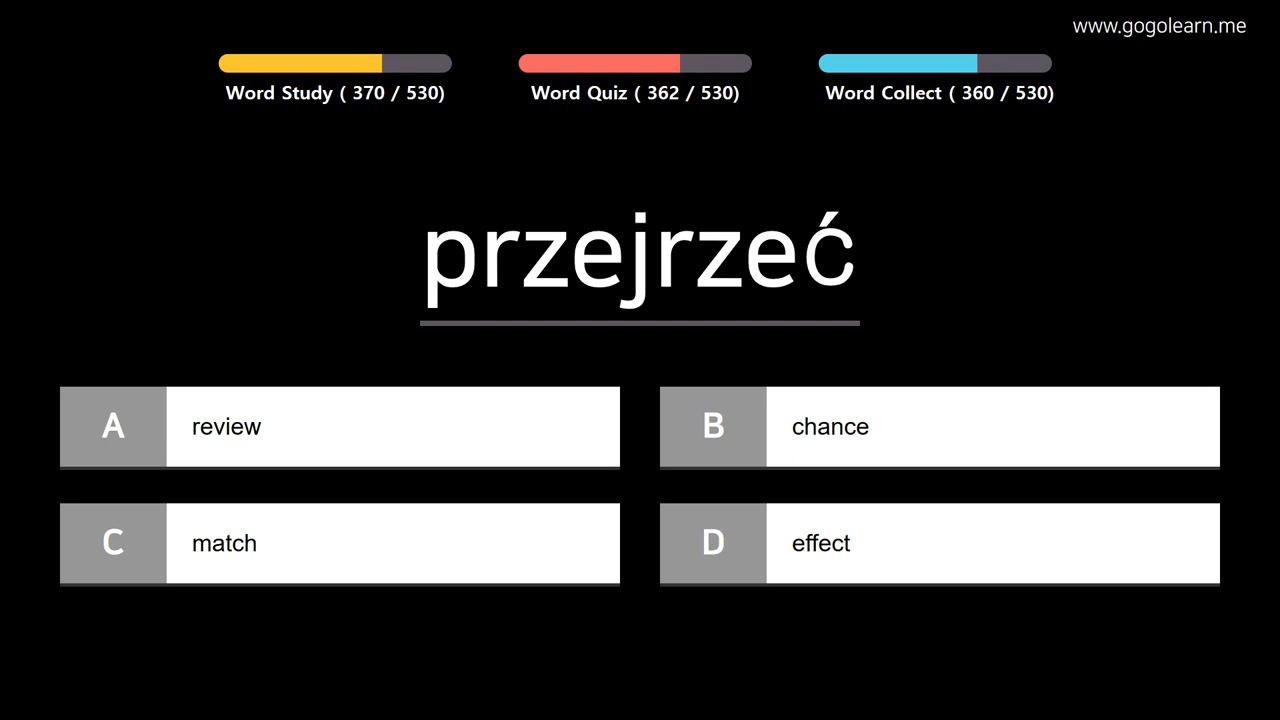 www.gogolearn.me
Word Study ( 370 / 530)
Word Quiz ( 362 / 530)
Word Collect ( 360 / 530)
przejrzeć
A review
B chance
C match
D effect